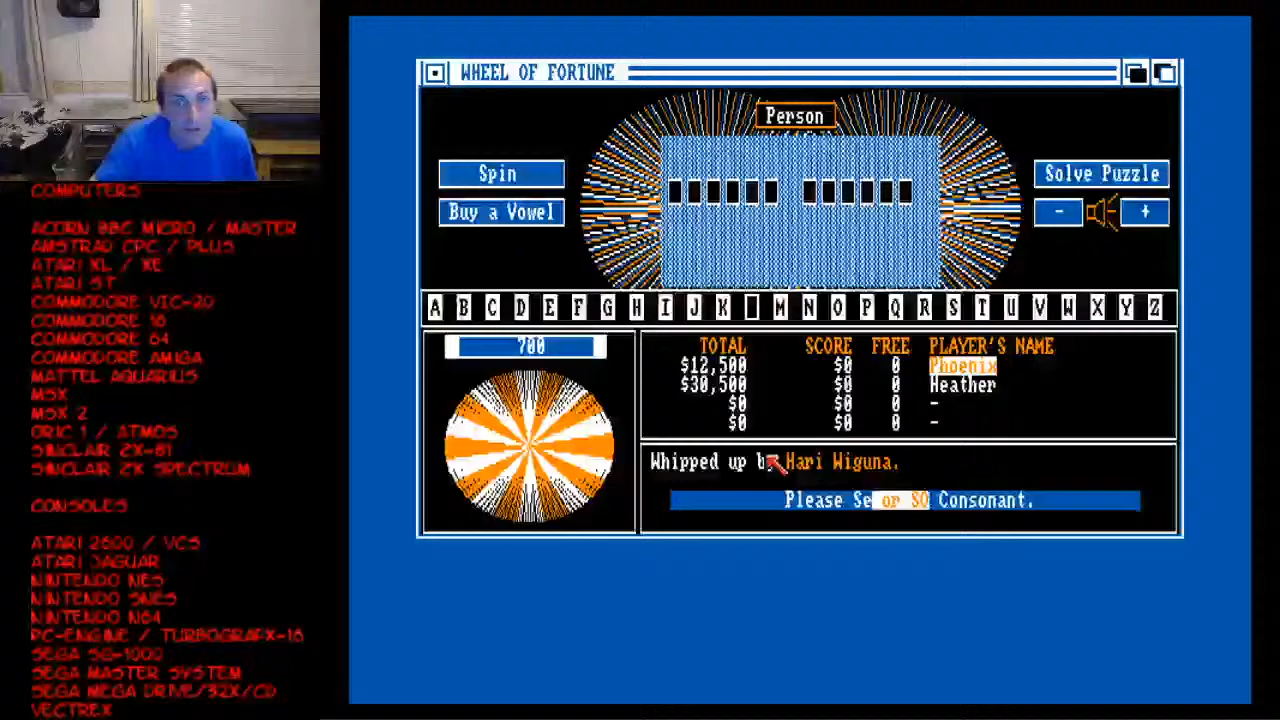 WHEEL OF FORTUNE
Person
Spin
Solve Puzzle
Buy a Vowel
- +
A B C D E F G H I J K M N O P Q R S T U V W X Y Z
700
TOTAL SCORE FREE PLAYER'S NAME
$12,500 $0 0 Phoenix
$30,500 $0 0 Heather
$0 $0 0 -
$0 $0 0 -
Whipped up Hari Wiguna.
Please Se or SO Consonant.
COMPUTERS
ACORN BBC MICRO / MASTER
AMSTRAD CPC / PLUS
ATARI XL / XE
ATARI ST
COMMODORE VIC-20
COMMODORE 16
COMMODORE 64
COMMODORE AMIGA
MATTEL AQUARIUS
MSX
MSX 2
ORIC 1 / ATMOS
SINCLAIR ZX-81
SINCLAIR ZX SPECTRUM
CONSOLES
ATARI 2600 / VCS
ATARI JAGUAR
NINTENDO NES
NINTENDO SNES
NINTENDO N64
PC-ENGINE / TURBOGRAFX-16
SEGA SG-1000
SEGA MASTER SYSTEM
SEGA MEGA DRIVE/32X/CD
VECTREX